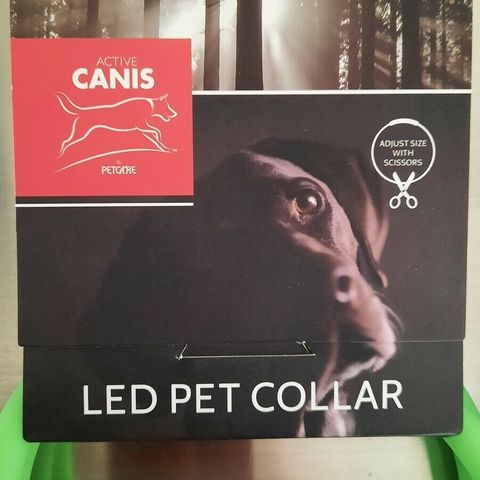 ACTIVE
CANIS
By
PETCARE
ADJUST SIZE
WITH
SCISSORS
LED PET COLLAR